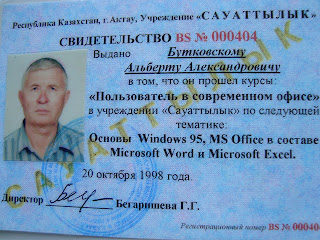 Республика Казахстан, г. Актау, Учреждение «САУАТТЫЛЫК»
СВИДЕТЕЛЬСТВО BS № 000404
Выдано Бутковскому
Альберту Александровичу
в том, что он прошел курсы:
«Пользователь в современном офисе»
в учреждении «Сауаттылык» по следующей
тематике:
Основы Windows 95, MS Office в составе
Microsoft Word и Microsoft Excel.
20 октября 1998 года.
Директор Бегаришева Г.Г.
Регистрационный номер BS № 000404
САУАТТЫЛЫК